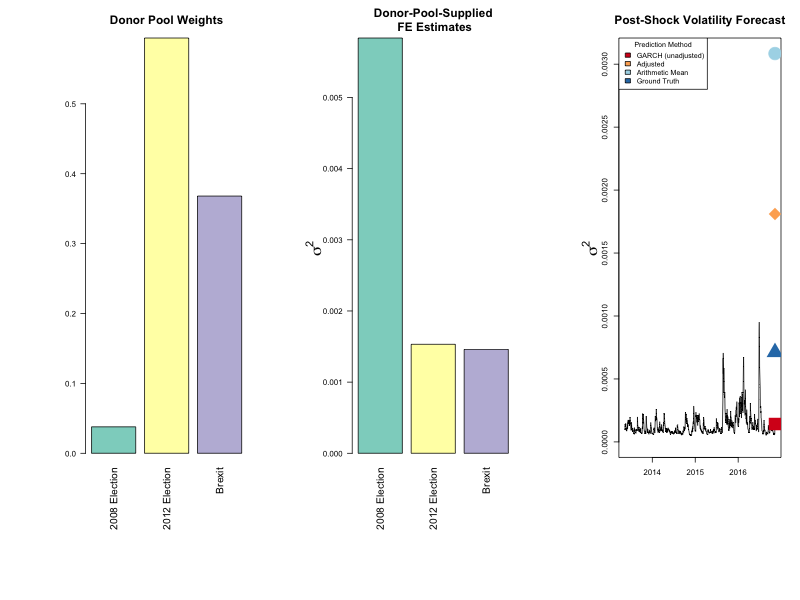 Donor Pool Weights
0.5
0.4
0.3
0.2
0.1
0.0
2008 Election
2012 Election
Brexit
Donor-Pool-Supplied
FE Estimates
σ²
0.005
0.004
0.003
0.002
0.001
0.000
2008 Election
2012 Election
Brexit
Post-Shock Volatility Forecast
Prediction Method
GARCH (unadjusted)
Adjusted
Arithmetic Mean
Ground Truth
σ²
0.0030
0.0025
0.0020
0.0015
0.0010
0.0005
0.0000
2014
2015
2016